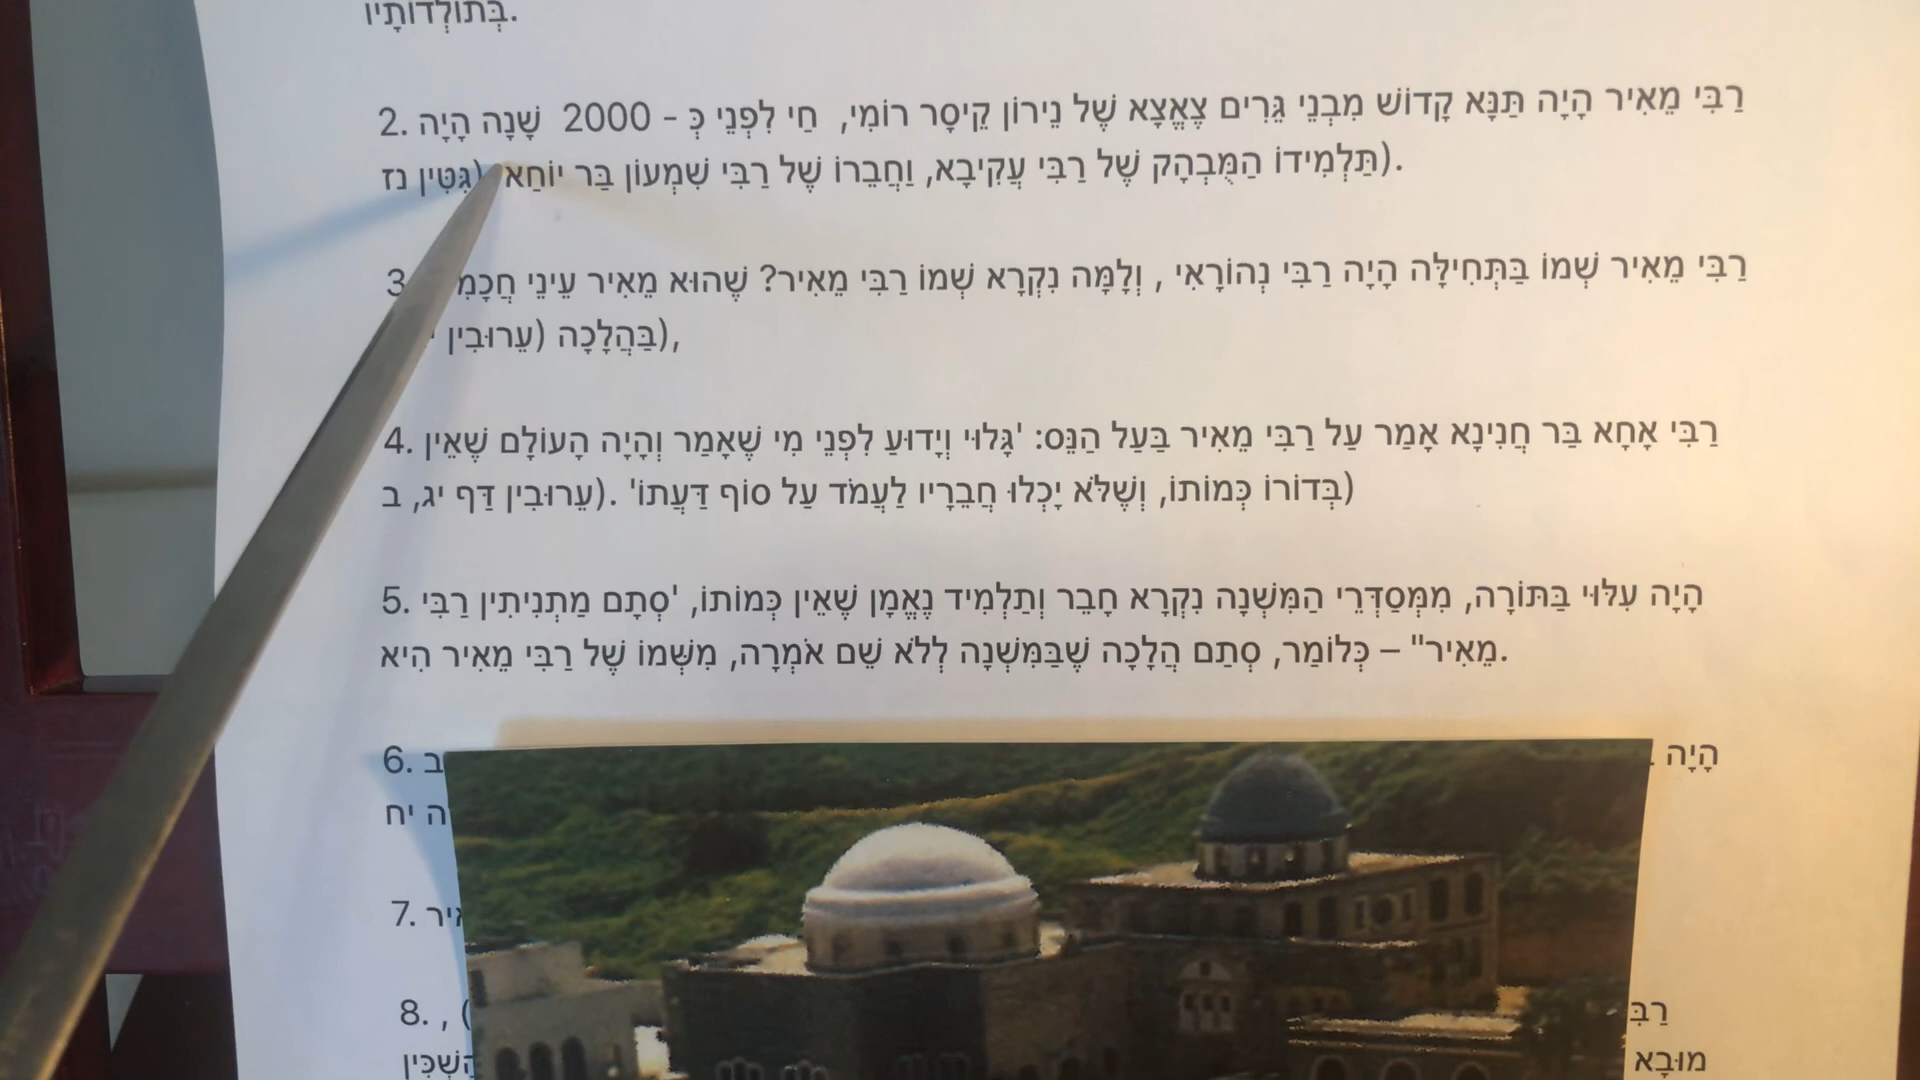 בְּתוֹלְדוֹתָיו.
2. רַבִּי מֵאִיר הָיָה תַּנָּא קָדוֹשׁ מִבְנֵי גֵּרִים צֶאֱצָא שֶׁל נֵירוֹן קֵיסָר רוֹמִי, חַי לִפְנֵי כְּ - 2000 שָׁנָה הָיָה
תַּלְמִידוֹ הַמֻּבְהָק שֶׁל רַבִּי עֲקִיבָא, וַחֲבֵרוֹ שֶׁל רַבִּי שִׁמְעוֹן בַּר יוֹחַא (גִּטִּין נז).
3 רַבִּי מֵאִיר שְׁמוֹ בַּתְּחִילָּה הָיָה רַבִּי נְהוֹרָאִי , וְלָמָּה נִקְרָא שְׁמוֹ רַבִּי מֵאִיר? שֶׁהוּא מֵאִיר עֵינֵי
בַּהֲלָכָה (עֵרוּבִין),
4. רַבִּי אָחָא בַּר חֲנִינָא אָמַר עַל רַבִּי מֵאִיר בַּעַל הַנֵּס: 'גָּלוּי וְיָדוּעַ לִפְנֵי מִי שֶׁאָמַר וְהָיָה הָעוֹלָם שֶׁאֵין
בְּדוֹרוֹ כְּמוֹתוֹ, וְשֶׁלֹּא יָכְלוּ חֲבֵרָיו לַעֲמֹד עַל סוֹף דַּעְתּוֹ'. (עֵרוּבִין דַּף יג, ב)
5. הָיָה עִלּוּי בַּתּוֹרָה, מִמְּסַדְּרֵי הַמִּשְׁנָה נִקְרָא חָבֵר וְתַלְמִיד נֶאֱמָן שֶׁאֵין כְּמוֹתוֹ, 'סְתָם מַתְנִיתִין רַבִּי
מֵאִיר" – כְּלוֹמַר, סְתַם הֲלָכָה שֶׁבַּמִּשְׁנָה לְלֹא שֵׁם אֹמְרָהּ, מִשְּׁמוֹ שֶׁל רַבִּי מֵאִיר הִיא.
6. הָיָה
יח
7.
8.
מוּבָא